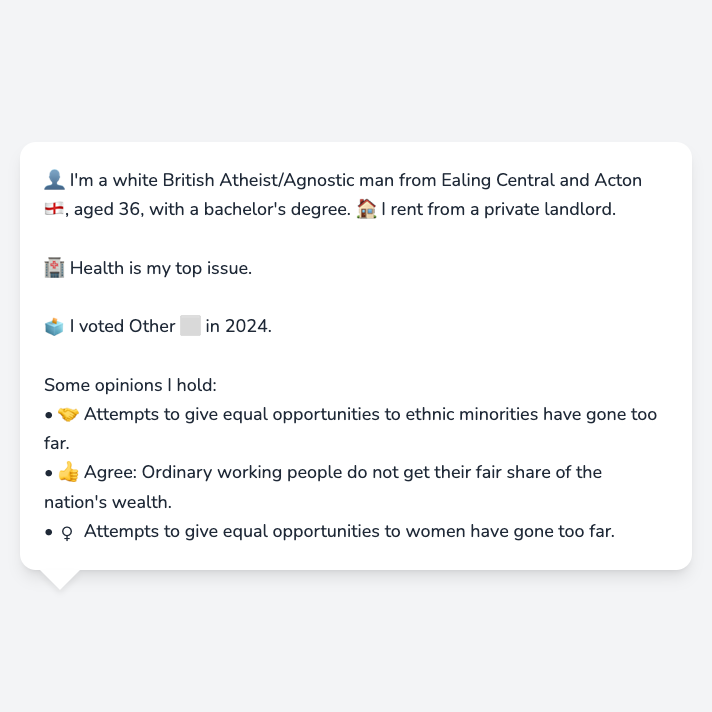 👤 I'm a white British Atheist/Agnostic man from Ealing Central and Acton
🏴󠁧󠁢󠁥󠁮󠁧󠁿, aged 36, with a bachelor's degree. 🏠 I rent from a private landlord.
🏥 Health is my top issue.
🗳️ I voted Other ⬜ in 2024.
Some opinions I hold:
• 🤝 Attempts to give equal opportunities to ethnic minorities have gone too
far.
• 👍 Agree: Ordinary working people do not get their fair share of the
nation's wealth.
• ♀ Attempts to give equal opportunities to women have gone too far.